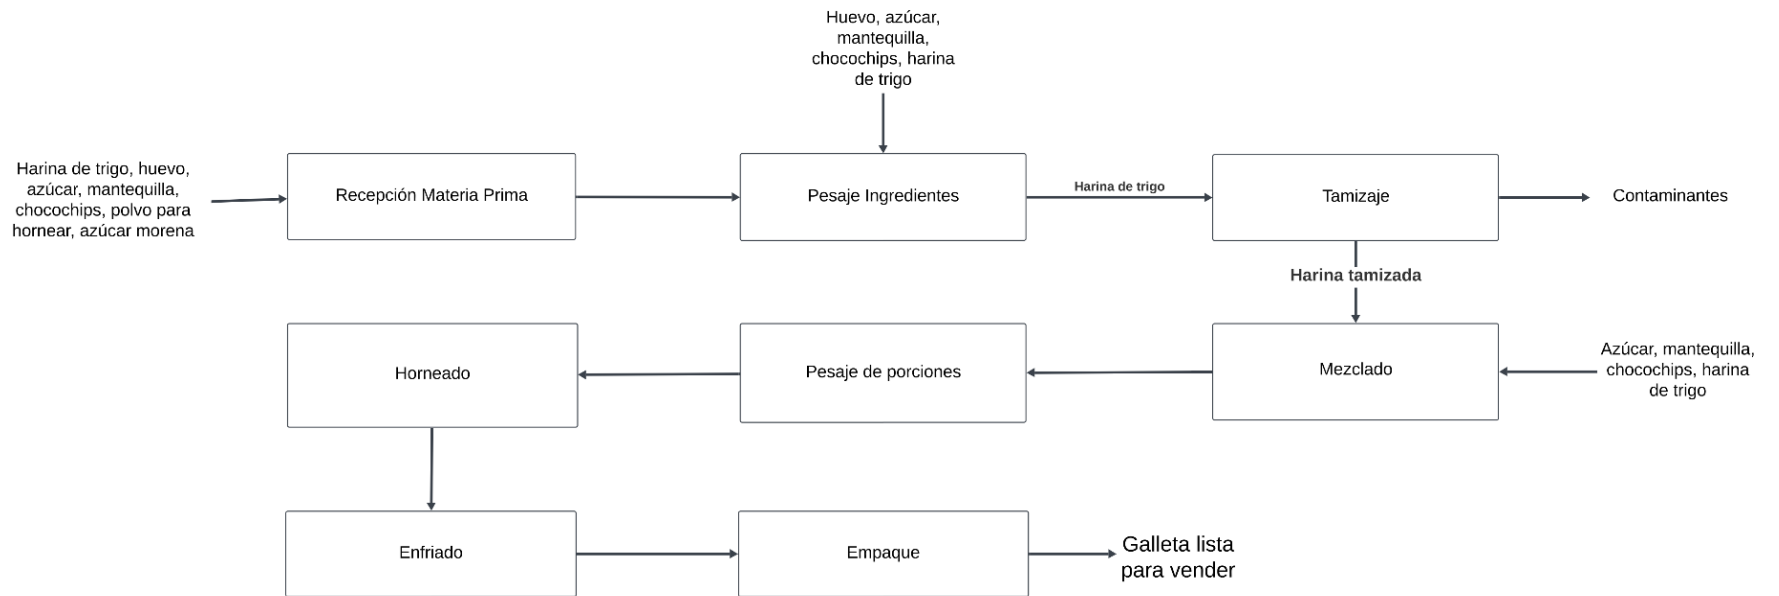 Huevo, azúcar,
mantequilla,
chocochips, harina
de trigo
Harina de trigo, huevo,
azúcar, mantequilla,
chocochips, polvo para
hornear, azúcar morena
Recepción Materia Prima
Pesaje Ingredientes
Harina de trigo
Tamizaje
Contaminantes
Harina tamizada
Horneado
Pesaje de porciones
Mezclado
Azúcar, mantequilla,
chocochips, harina
de trigo
Enfriado
Empaque
Galleta lista
para vender